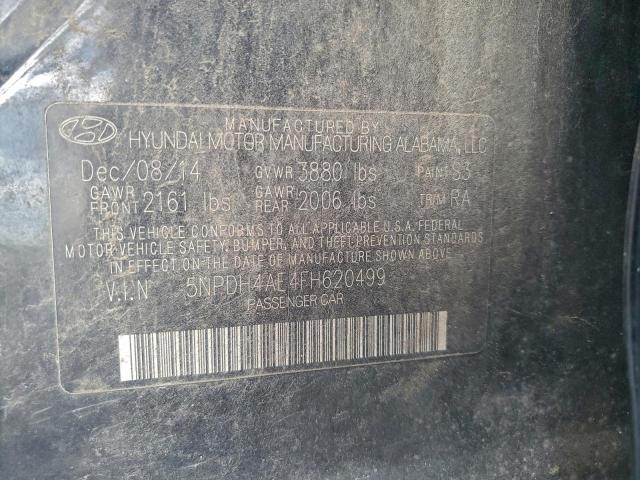 MANUFACTURED BY
HYUNDAI MOTOR MANUFACTURING ALABAMA, LLC
Dec/08/14 GVWR 3880 lbs PAINT S3
GAWR FRONT 2161 lbs GAWR REAR 2006 lbs TRIM RA
THIS VEHICLE CONFORMS TO ALL APPLICABLE U.S.A. FEDERAL
MOTOR VEHICLE SAFETY, BUMPER, AND THEFT PREVENTION STANDARDS
IN EFFECT ON THE DATE OF MANUFACTURE SHOWN ABOVE.
V.I.N 5NPDH4AE4FH620499
PASSENGER CAR